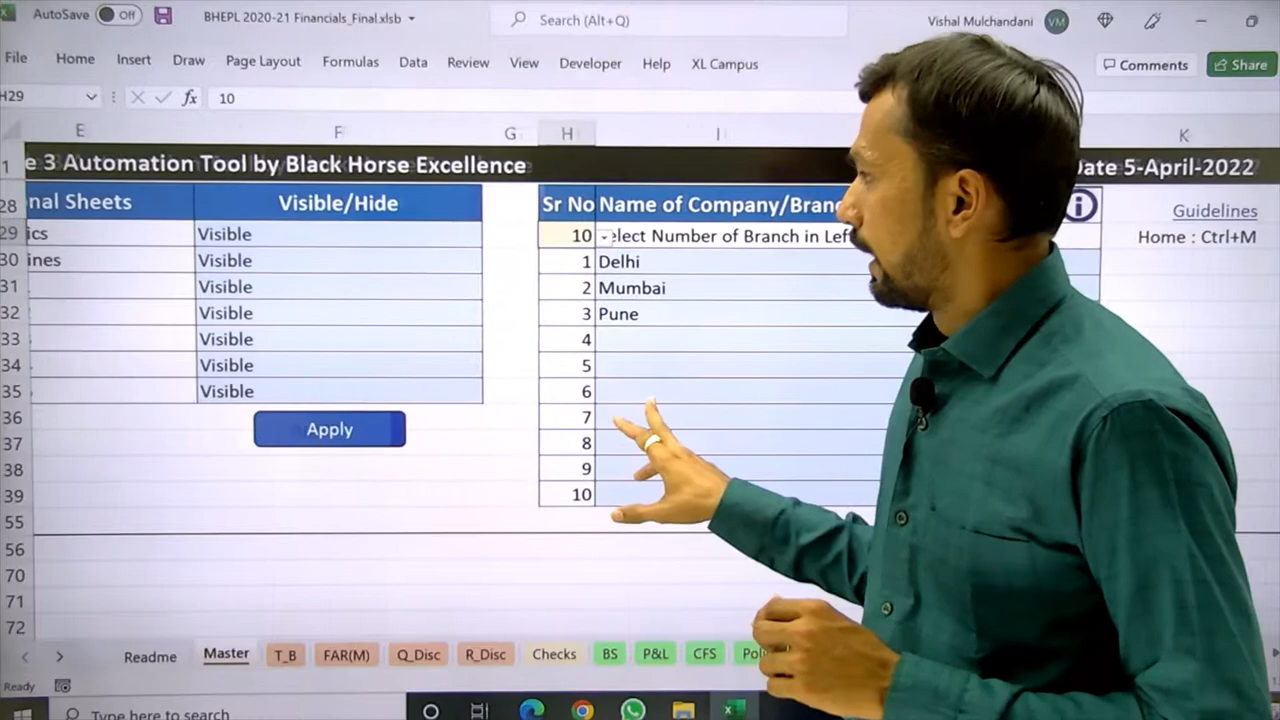 AutoSave Off BHEPL 2020-21 Financials_Final.xlsb Search (Alt+Q) Vishal Mulchandani VM
File Home Insert Draw Page Layout Formulas Data Review View Developer Help XL Campus Comments Share
H29 fx 10
E F G H I K
1 e 3 Automation Tool by Black Horse Excellence Date 5-April-2022
28 nal Sheets Visible/Hide Sr No Name of Company/Branc Guidelines
29 ics Visible 10 elect Number of Branch in Left Home : Ctrl+M
30 ines Visible 1 Delhi
31 Visible 2 Mumbai
32 Visible 3 Pune
33 Visible 4
34 Visible 5
35 Visible 6
36 Apply 7
37 8
38 9
39 10
55
56
70
71
72
Readme Master T_B FAR(M) Q_Disc R_Disc Checks BS P&L CFS Pol
Ready
Type here to search